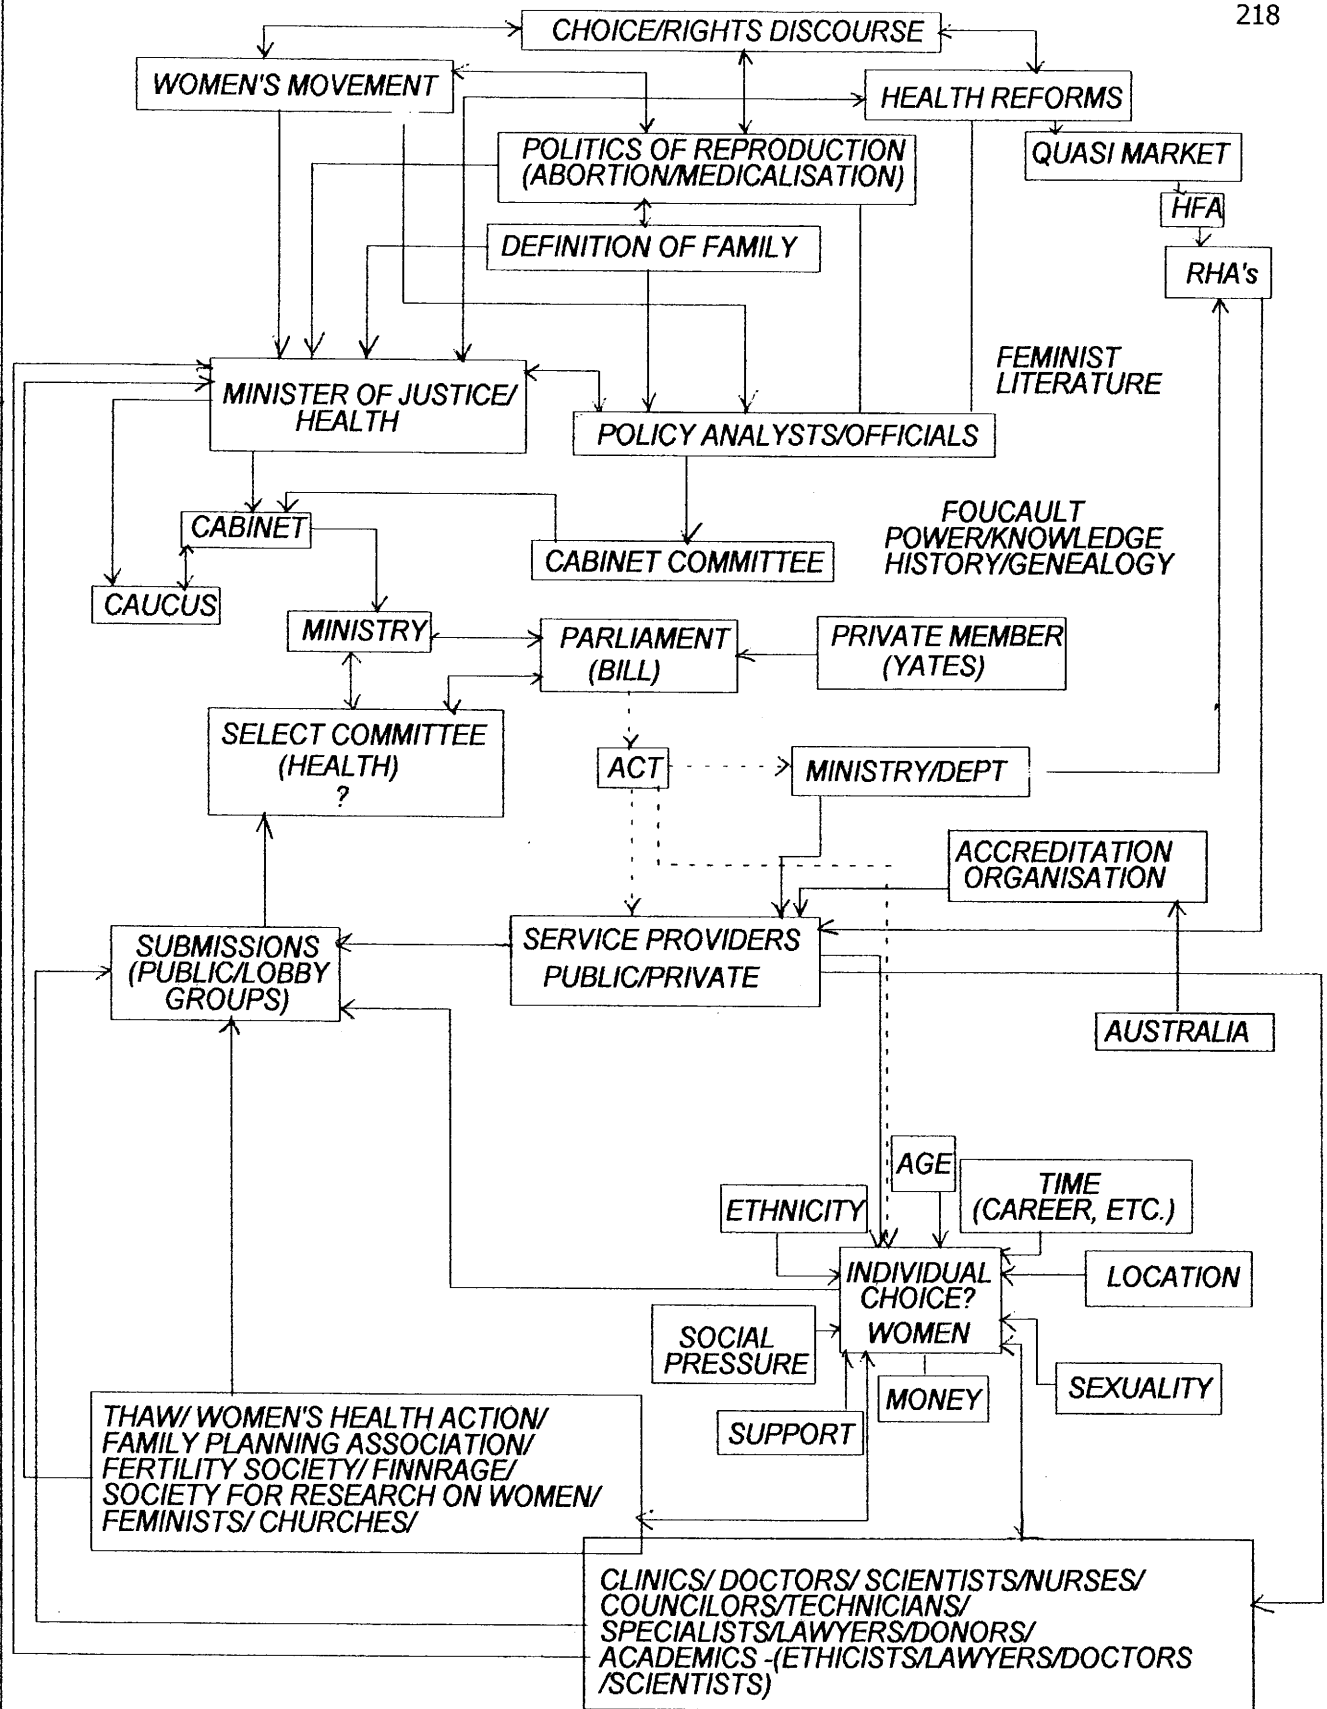 218
CHOICE/RIGHTS DISCOURSE
WOMEN'S MOVEMENT
HEALTH REFORMS
POLITICS OF REPRODUCTION
(ABORTION/MEDICALISATION)
QUASI MARKET
HFA
DEFINITION OF FAMILY
RHA's
FEMINIST
LITERATURE
MINISTER OF JUSTICE/
HEALTH
POLICY ANALYSTS/OFFICIALS
FOUCAULT
POWER/KNOWLEDGE
HISTORY/GENEALOGY
CABINET
CABINET COMMITTEE
CAUCUS
MINISTRY
PARLIAMENT
(BILL)
PRIVATE MEMBER
(YATES)
SELECT COMMITTEE
(HEALTH)
?
ACT
MINISTRY/DEPT
ACCREDITATION
ORGANISATION
SUBMISSIONS
(PUBLIC/LOBBY
GROUPS)
SERVICE PROVIDERS
PUBLIC/PRIVATE
AUSTRALIA
AGE
TIME
(CAREER, ETC.)
ETHNICITY
INDIVIDUAL
CHOICE?
WOMEN
LOCATION
SOCIAL
PRESSURE
MONEY
SEXUALITY
SUPPORT
THAW/ WOMEN'S HEALTH ACTION/
FAMILY PLANNING ASSOCIATION/
FERTILITY SOCIETY/ FINNRAGE/
SOCIETY FOR RESEARCH ON WOMEN/
FEMINISTS/ CHURCHES/
CLINICS/ DOCTORS/ SCIENTISTS/NURSES/
COUNCILORS/TECHNICIANS/
SPECIALISTS/LAWYERS/DONORS/
ACADEMICS -(ETHICISTS/LAWYERS/DOCTORS
/SCIENTISTS)